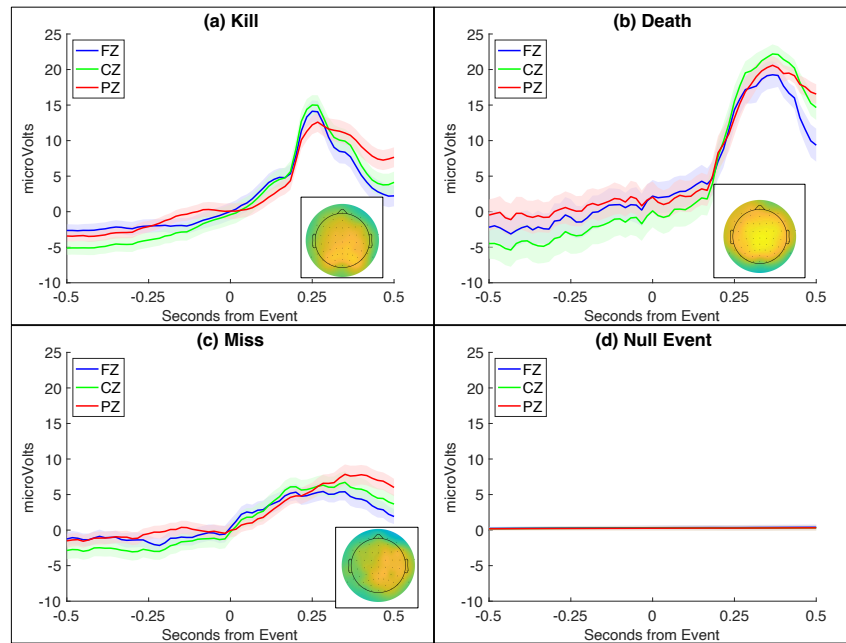 (a) Kill
FZ
CZ
PZ
microVolts
25
20
15
10
5
0
-5
-10
-0.5 -0.25 0 0.25 0.5
Seconds from Event
(b) Death
FZ
CZ
PZ
microVolts
25
20
15
10
5
0
-5
-10
-0.5 -0.25 0 0.25 0.5
Seconds from Event
(c) Miss
FZ
CZ
PZ
microVolts
25
20
15
10
5
0
-5
-10
-0.5 -0.25 0 0.25 0.5
Seconds from Event
(d) Null Event
FZ
CZ
PZ
microVolts
25
20
15
10
5
0
-5
-10
-0.5 -0.25 0 0.25 0.5
Seconds from Event